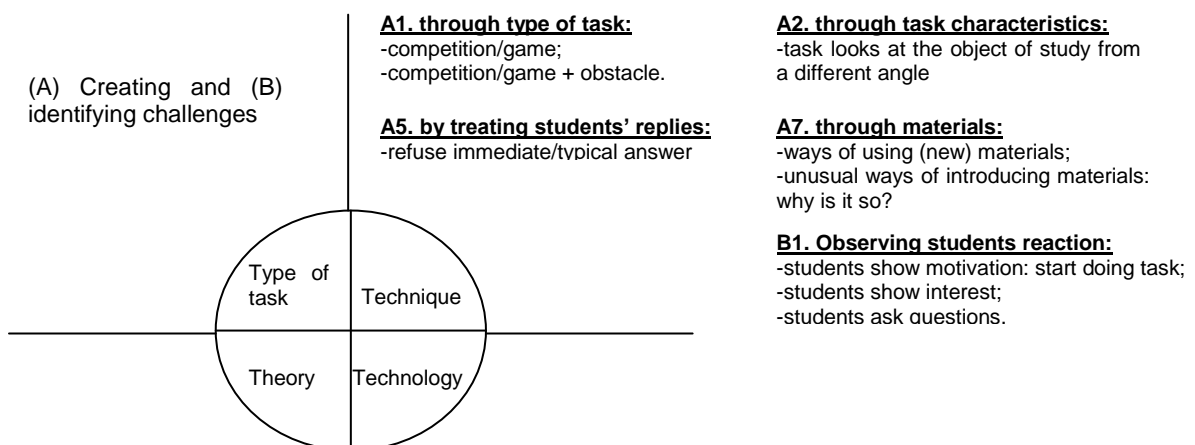 (A) Creating and (B)
identifying challenges
A1. through type of task:
-competition/game;
-competition/game + obstacle.
A5. by treating students' replies:
-refuse immediate/typical answer
A2. through task characteristics:
-task looks at the object of study from
a different angle
A7. through materials:
-ways of using (new) materials;
-unusual ways of introducing materials:
why is it so?
B1. Observing students reaction:
-students show motivation: start doing task;
-students show interest;
-students ask questions.
Type of
task
Technique
Theory
Technology